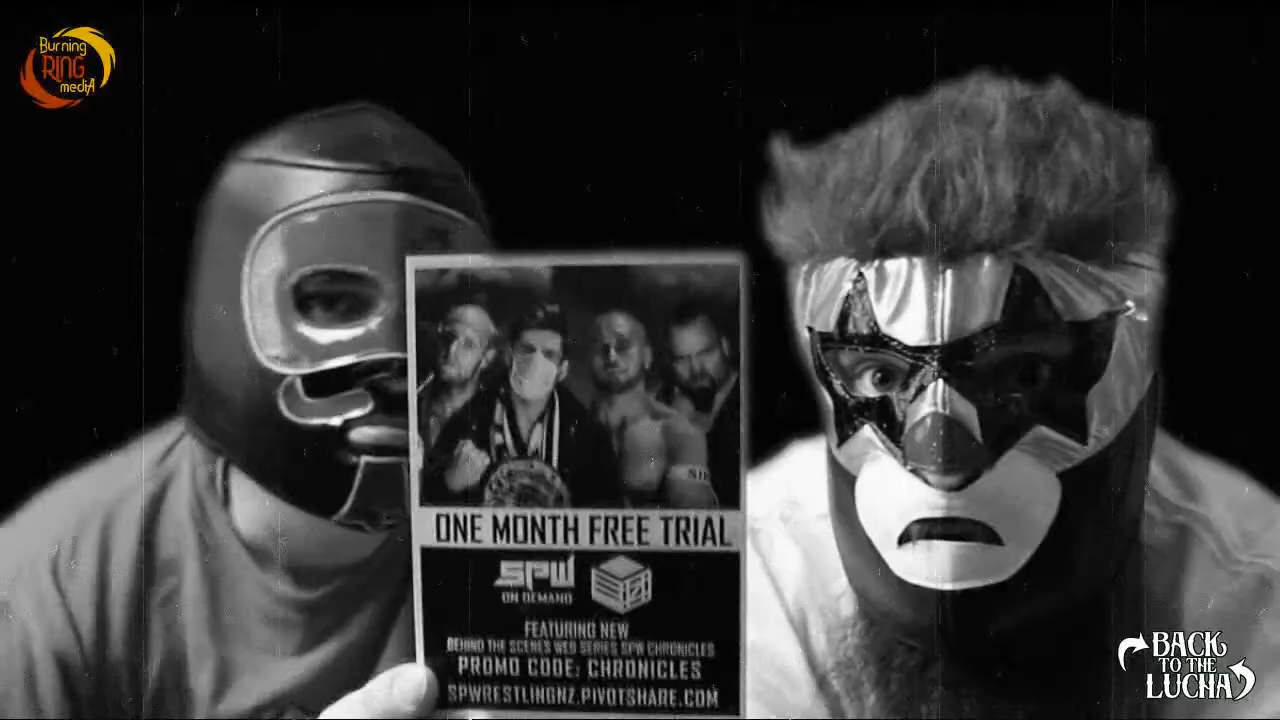 Burning
RING
mediA
ONE MONTH FREE TRIAL
SPW
ON DEMAND
FEATURING NEW
BEHIND THE SCENES WEB SERIES SPW CHRONICLES
PROMO CODE: CHRONICLES
SPWRESTLINGNZ.PIVOTSHARE.COM
BACK
TO THE
LUCHA